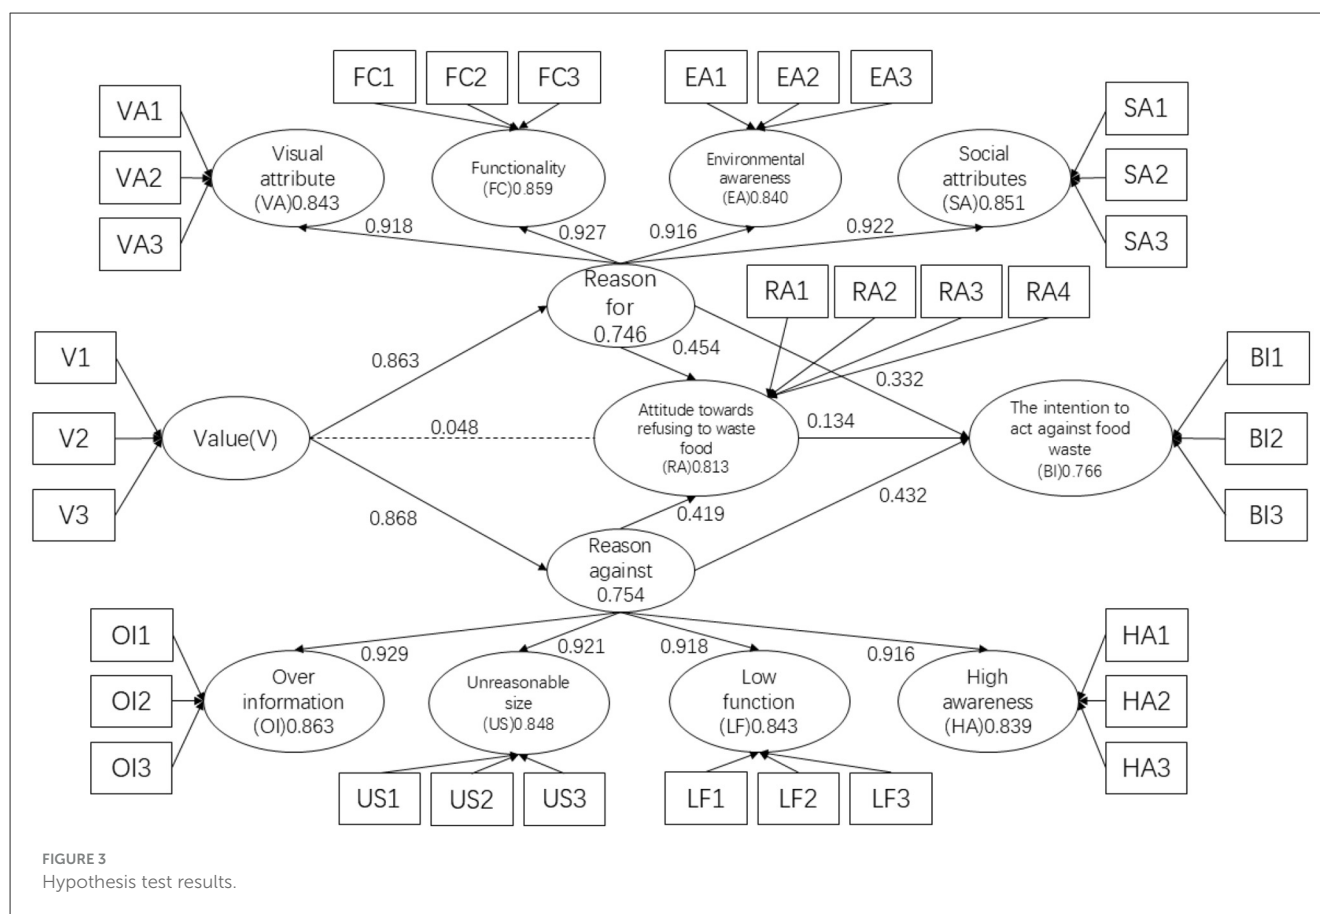 FC1
FC2
FC3
EA1
EA2
EA3
VA1
VA2
VA3
Visual
attribute
(VA)0.843
Functionality
(FC)0.859
Environmental
awareness
(EA)0.840
Social
attributes
(SA)0.851
SA1
SA2
SA3
0.918
0.927
0.916
0.922
Reason
for
0.746
RA1
RA2
RA3
RA4
V1
V2
V3
Value(V)
0.863
0.048
0.868
0.454
0.332
Attitude towards
refusing to waste
food
(RA)0.813
0.134
0.419
0.432
The intention to
act against food
waste
(BI)0.766
BI1
BI2
BI3
Reason
against
0.754
0.929
0.921
0.918
0.916
OI1
OI2
OI3
Over
information
(OI)0.863
Unreasonable
size
(US)0.848
Low
function
(LF)0.843
High
awareness
(HA)0.839
HA1
HA2
HA3
US1
US2
US3
LF1
LF2
LF3
FIGURE 3
Hypothesis test results.